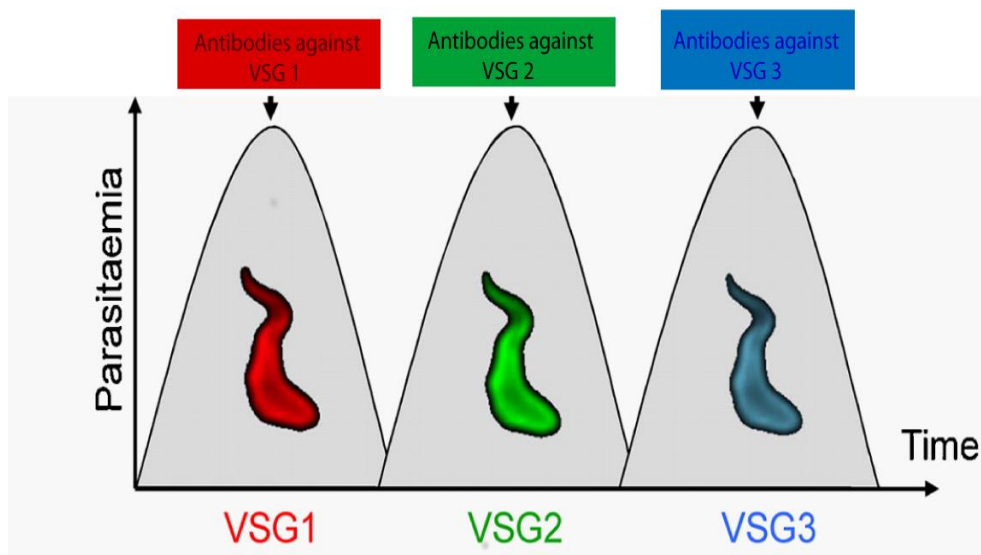 Antibodies against
VSG 1
Antibodies against
VSG 2
Antibodies against
VSG 3
Parasitaemia
Time
VSG1
VSG2
VSG3